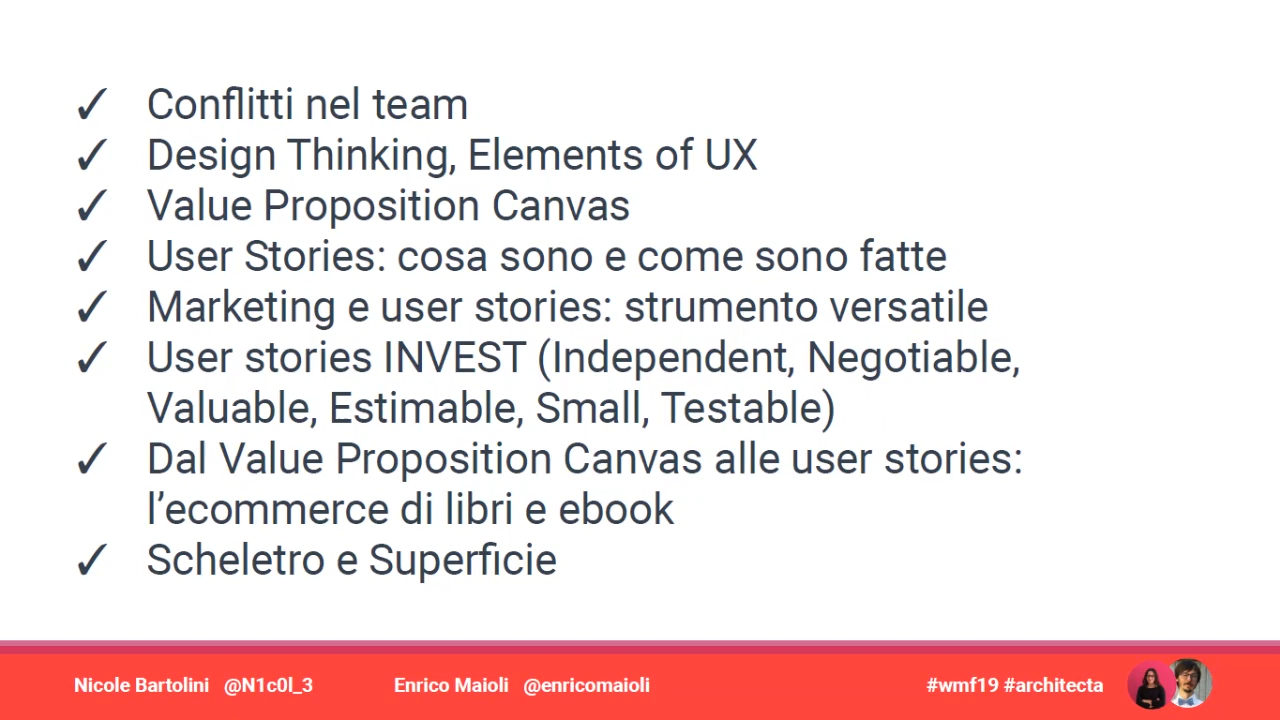 ✓ Conflitti nel team
✓ Design Thinking, Elements of UX
✓ Value Proposition Canvas
✓ User Stories: cosa sono e come sono fatte
✓ Marketing e user stories: strumento versatile
✓ User stories INVEST (Independent, Negotiable,
Valuable, Estimable, Small, Testable)
✓ Dal Value Proposition Canvas alle user stories:
l’ecommerce di libri e ebook
✓ Scheletro e Superficie
Nicole Bartolini @N1c0l_3 Enrico Maioli @enricomaioli #wmf19 #architecta